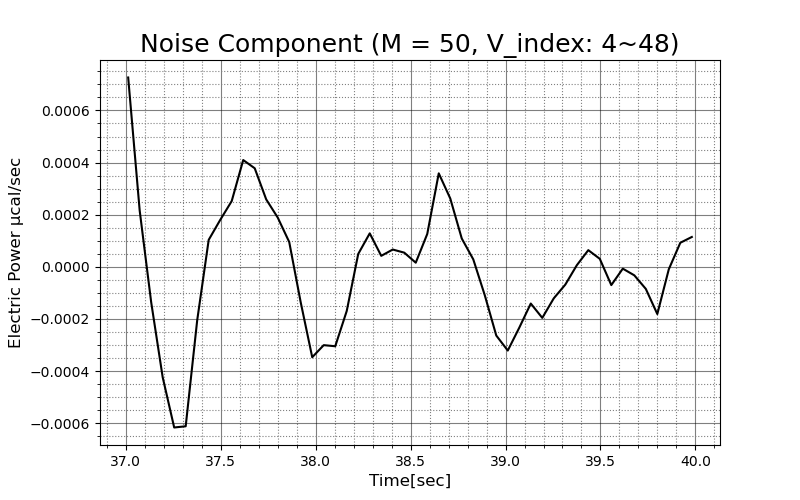 Noise Component (M = 50, V_index: 4~48)
Electric Power μcal/sec
0.0006
0.0004
0.0002
0.0000
−0.0002
−0.0004
−0.0006
37.0 37.5 38.0 38.5 39.0 39.5 40.0
Time[sec]